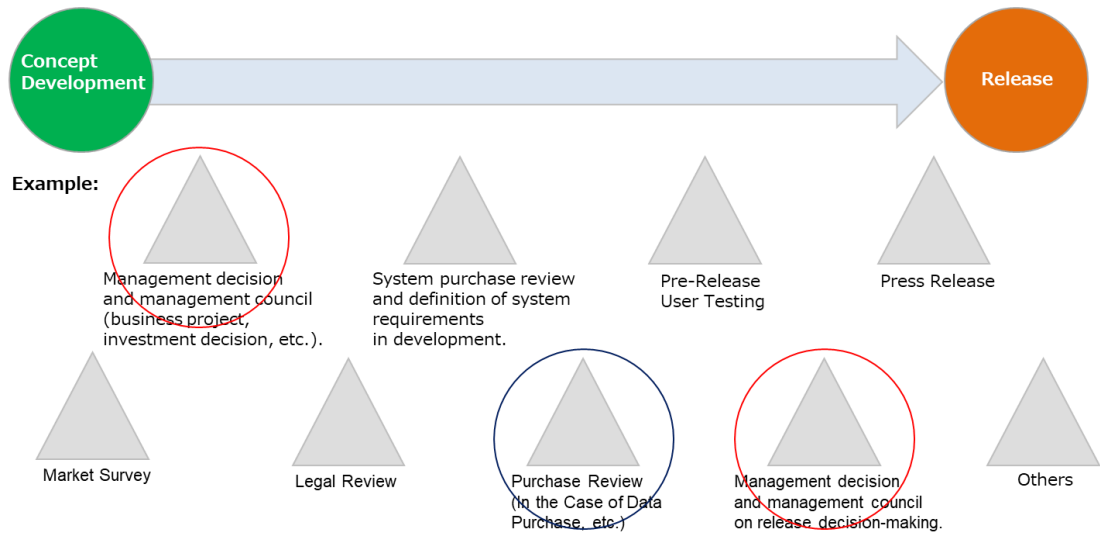 Concept
Development
Release
Example:
Management decision
and management council
(business project,
investment decision, etc.).
System purchase review
and definition of system
requirements
in development.
Pre-Release
User Testing
Press Release
Market Survey
Legal Review
Purchase Review
(In the Case of Data
Purchase, etc.)
Management decision
and management council
on release decision-making.
Others